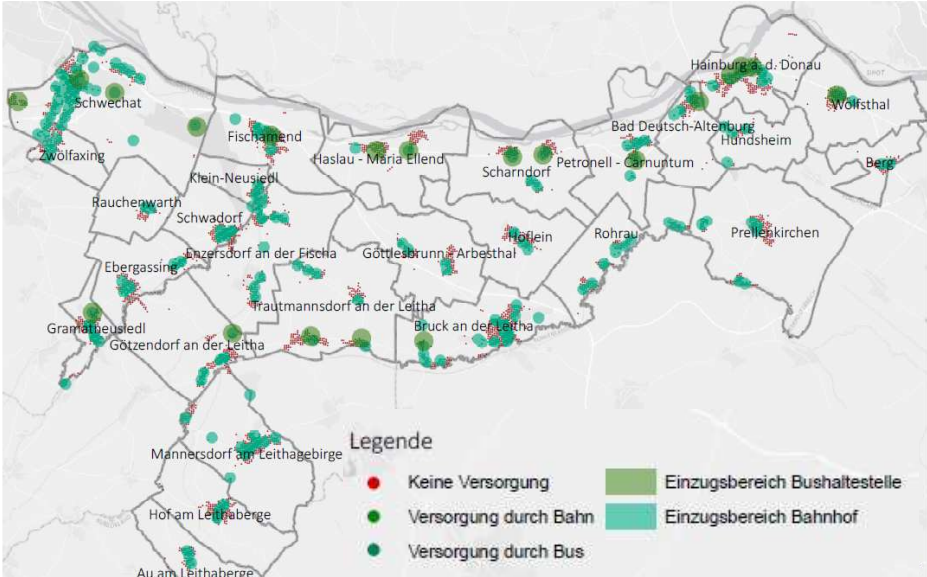 Hainburg a. d. Donau
Schwechat
Wolfsthal
Fischamend
Bad Deutsch-Altenburg
Hundsheim
Zwölfaxing
Haslau - Maria Ellend
Petronell - Carnuntum
Berg
Scharndorf
Klein-Neusiedl
Rauchenwarth
Schwadorf
Höflein
Rohrau
Prellenkirchen
Enzersdorf an der Fischa
Göttlesbrunn - Arbesthal
Ebergassing
Trautmannsdorf an der Leitha
Gramatneusiedl
Bruck an der Leitha
Götzendorf an der Leitha
Mannersdorf am Leithagebirge
Hof am Leithaberge
Au am Leithaberge
Legende
Keine Versorgung
Versorgung durch Bahn
Versorgung durch Bus
Einzugsbereich Bushaltestelle
Einzugsbereich Bahnhof